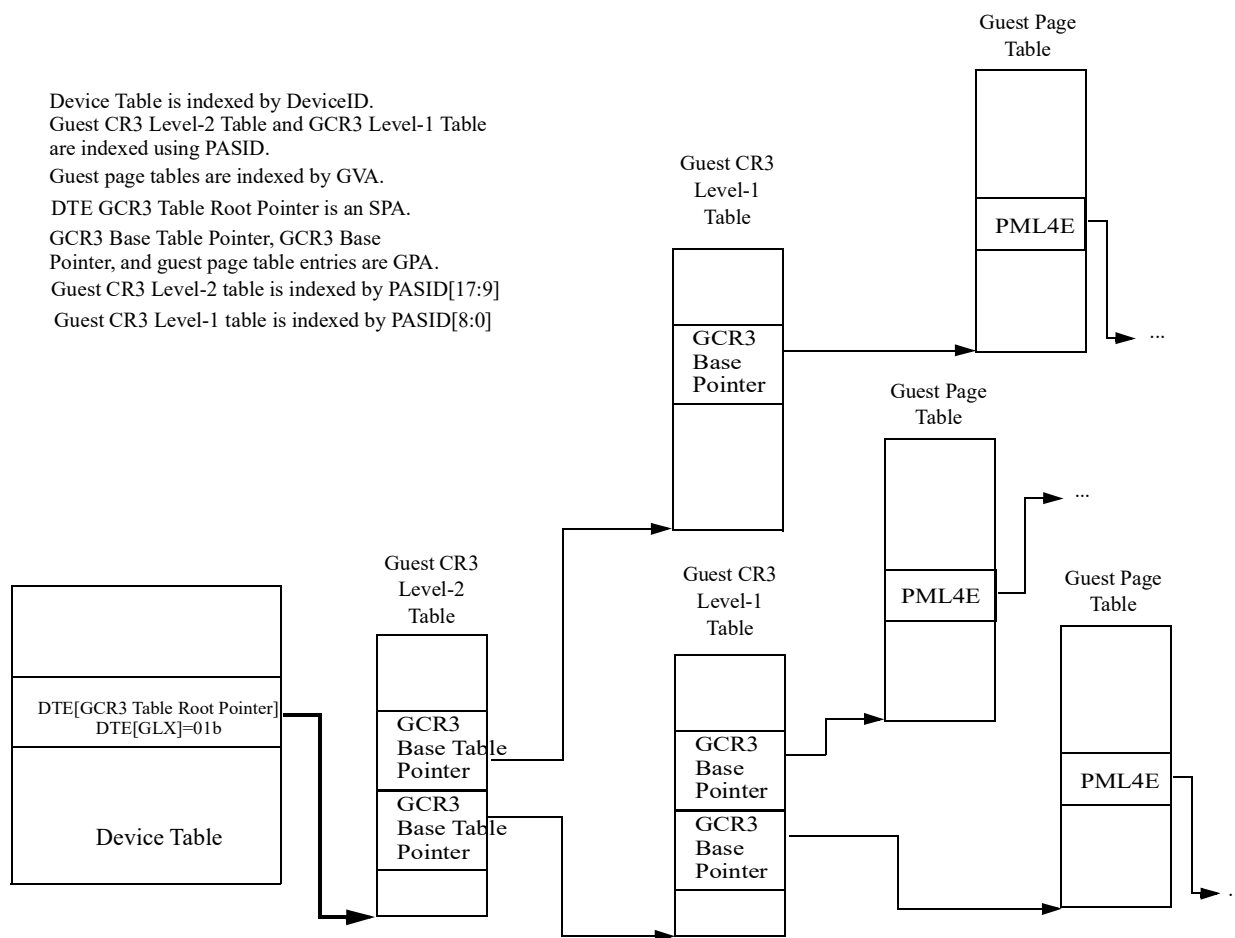 Guest Page
Table
Device Table is indexed by DeviceID.
Guest CR3 Level-2 Table and GCR3 Level-1 Table
are indexed using PASID.
Guest page tables are indexed by GVA.
DTE GCR3 Table Root Pointer is an SPA.
GCR3 Base Table Pointer, GCR3 Base
Pointer, and guest page table entries are GPA.
Guest CR3 Level-2 table is indexed by PASID[17:9]
Guest CR3 Level-1 table is indexed by PASID[8:0]
Guest CR3
Level-1
Table
PML4E
...
GCR3
Base
Pointer
Guest Page
Table
...
PML4E
Guest CR3
Level-2
Table
Guest CR3
Level-1
Table
Guest Page
Table
DTE[GCR3 Table Root Pointer]
DTE[GLX]=01b
Device Table
GCR3
Base Table
Pointer
GCR3
Base Table
Pointer
GCR3
Base
Pointer
GCR3
Base
Pointer
PML4E
.